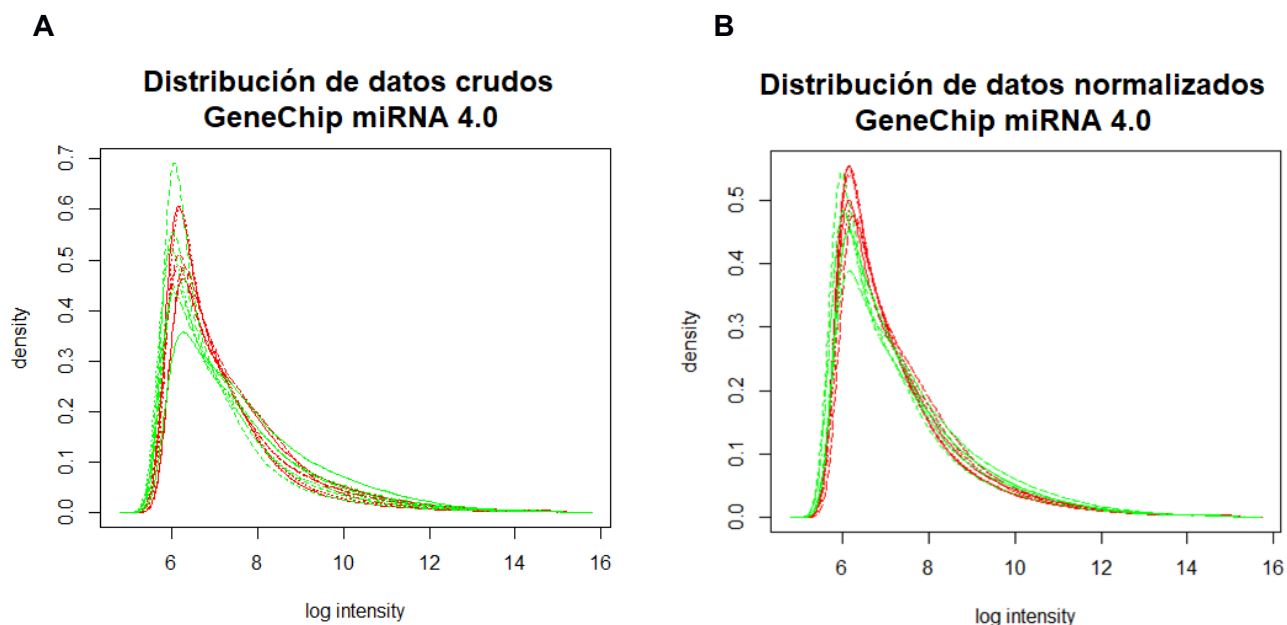 A
Distribución de datos crudos
GeneChip miRNA 4.0
density
0.7
0.6
0.5
0.4
0.3
0.2
0.1
0.0
6 8 10 12 14 16
log intensity
B
Distribución de datos normalizados
GeneChip miRNA 4.0
density
0.5
0.4
0.3
0.2
0.1
0.0
6 8 10 12 14 16
log intensity